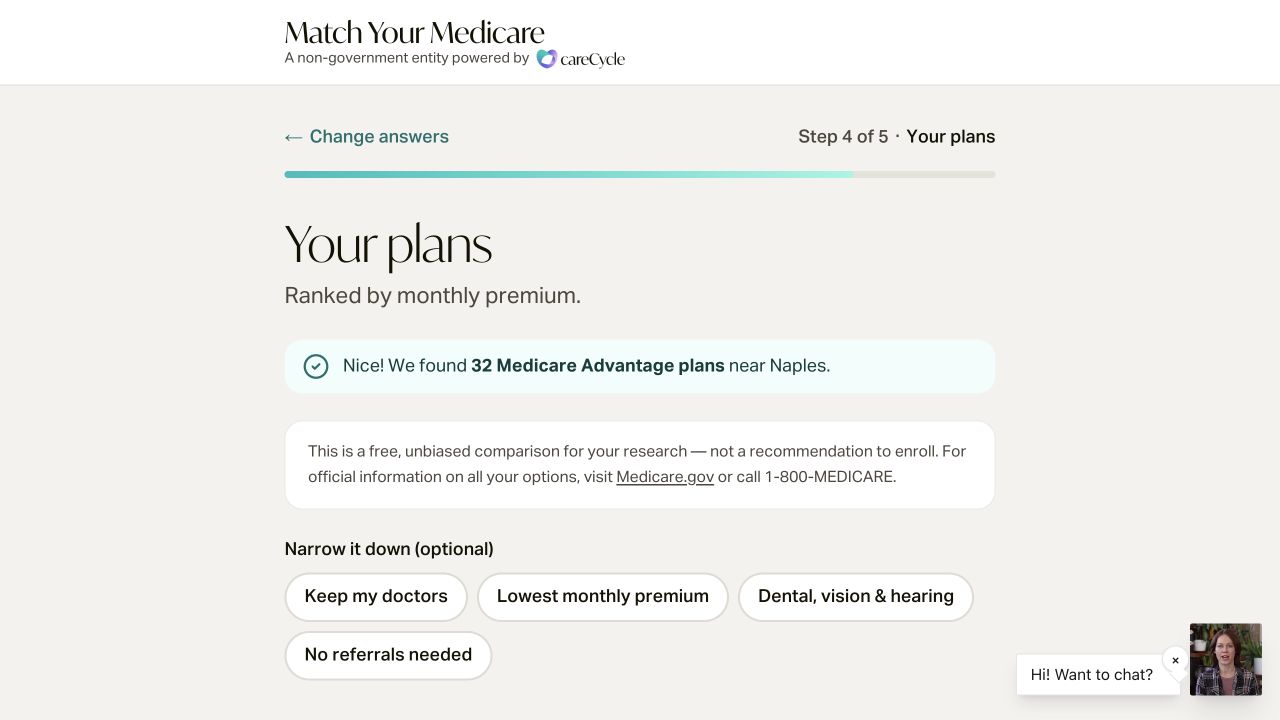 Match Your Medicare
A non-government entity powered by careCycle
← Change answers
Step 4 of 5 · Your plans
Your plans
Ranked by monthly premium.
Nice! We found 32 Medicare Advantage plans near Naples.
This is a free, unbiased comparison for your research — not a recommendation to enroll. For
official information on all your options, visit Medicare.gov or call 1-800-MEDICARE.
Narrow it down (optional)
Keep my doctors
Lowest monthly premium
Dental, vision & hearing
No referrals needed
Hi! Want to chat?
×